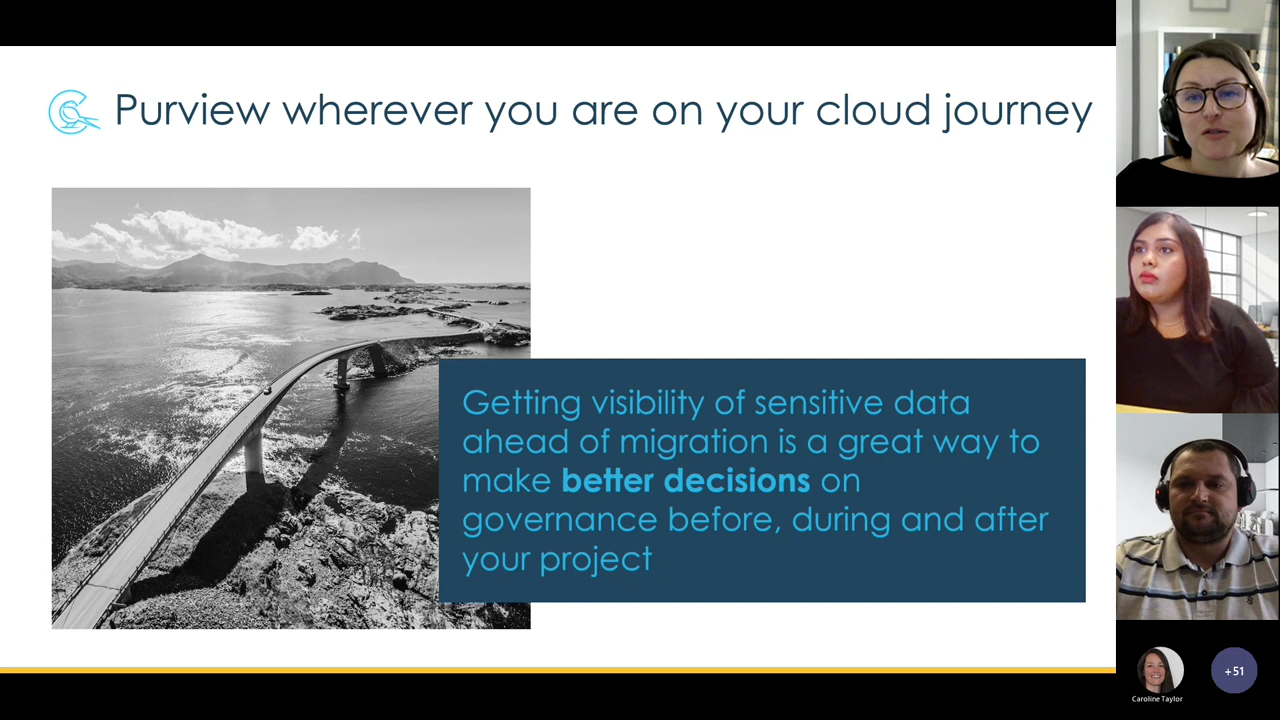 Purview wherever you are on your cloud journey
Getting visibility of sensitive data
ahead of migration is a great way to
make better decisions on
governance before, during and after
your project
Caroline Taylor
+51